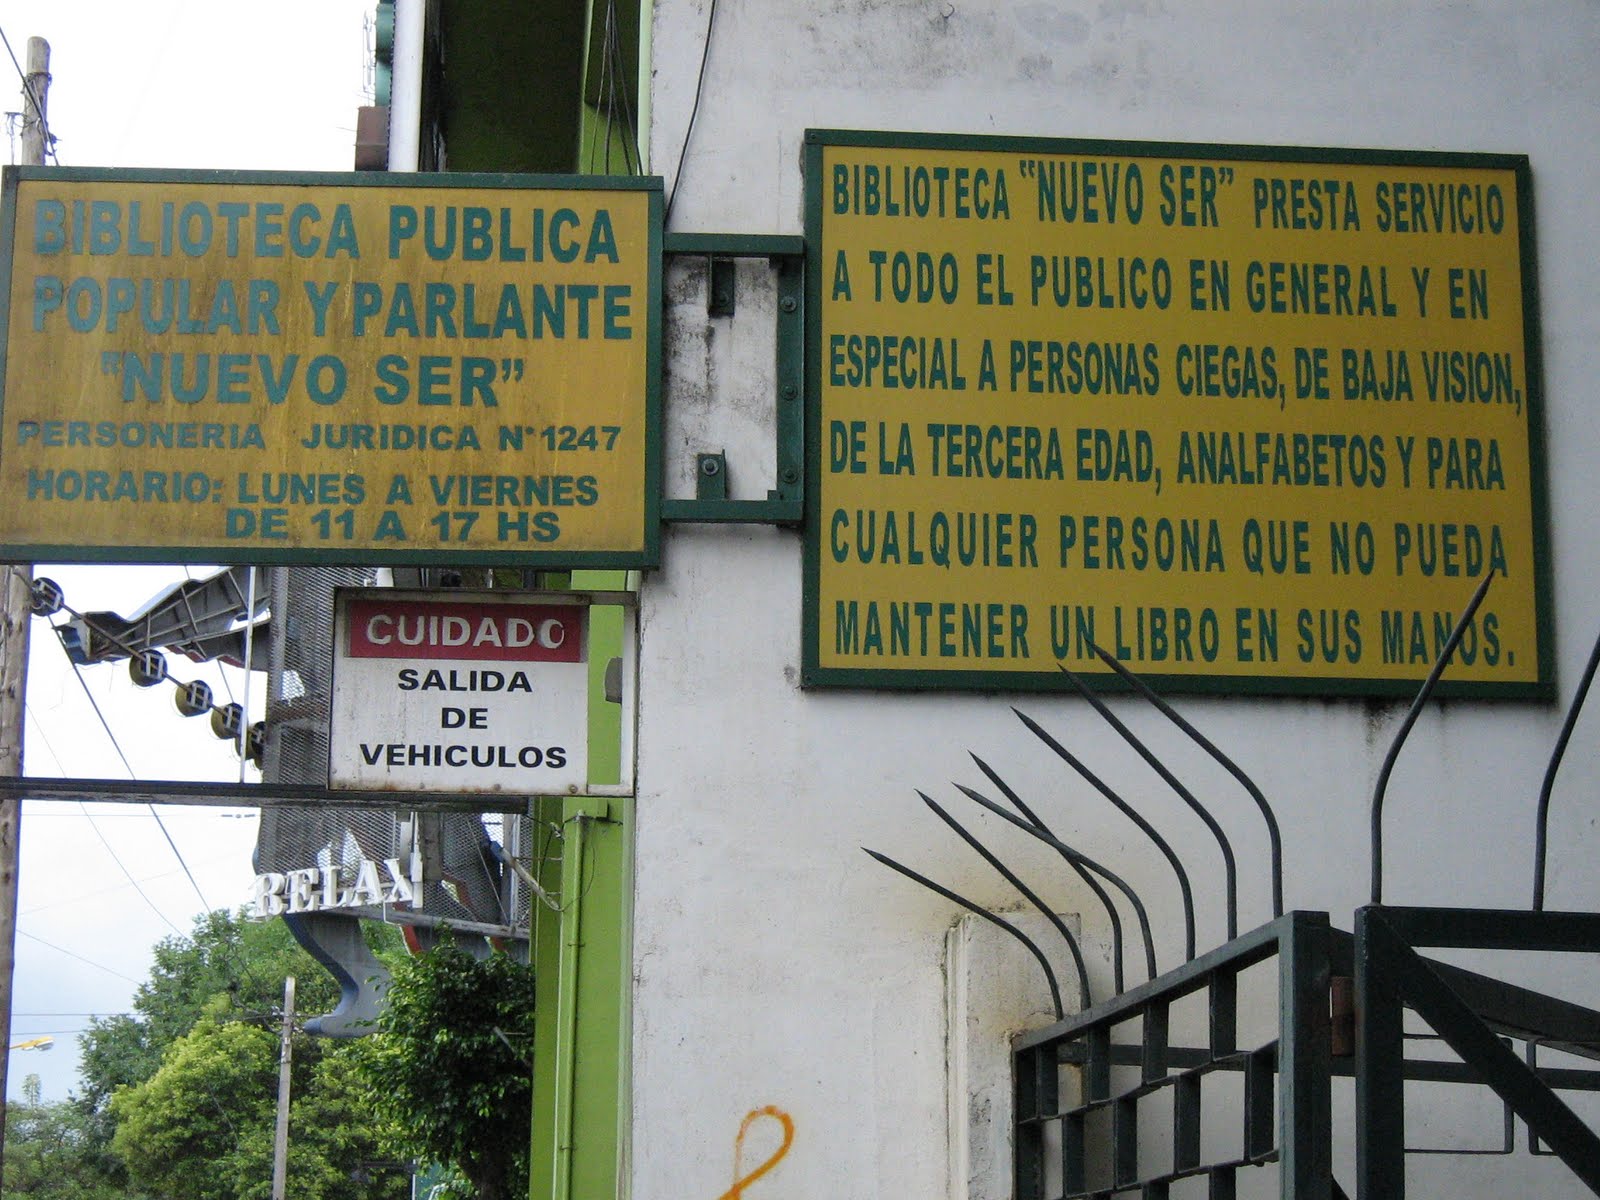 BIBLIOTECA PUBLICA
POPULAR Y PARLANTE
"NUEVO SER"
PERSONERIA JURIDICA N° 1247
HORARIO: LUNES A VIERNES
DE 11 A 17 HS
BIBLIOTECA "NUEVO SER" PRESTA SERVICIO
A TODO EL PUBLICO EN GENERAL Y EN
ESPECIAL A PERSONAS CIEGAS, DE BAJA VISION,
DE LA TERCERA EDAD, ANALFABETOS Y PARA
CUALQUIER PERSONA QUE NO PUEDA
MANTENER UN LIBRO EN SUS MANOS.
CUIDADO
SALIDA
DE
VEHICULOS
RELAX